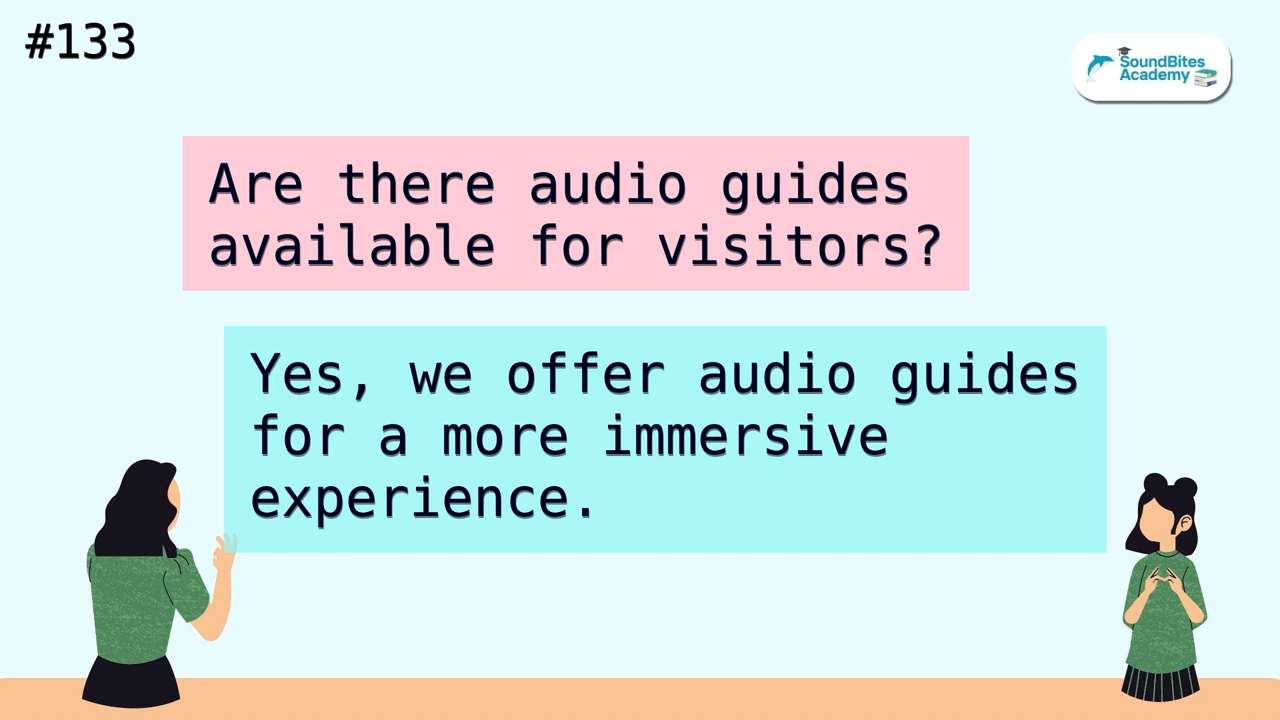 #133
SoundBites
Academy
Are there audio guides
available for visitors?
Yes, we offer audio guides
for a more immersive
experience.